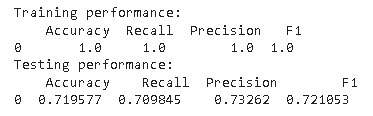 Training performance:
Accuracy Recall Precision F1
0 1.0 1.0 1.0 1.0
Testing performance:
Accuracy Recall Precision F1
0 0.719577 0.709845 0.73262 0.721053